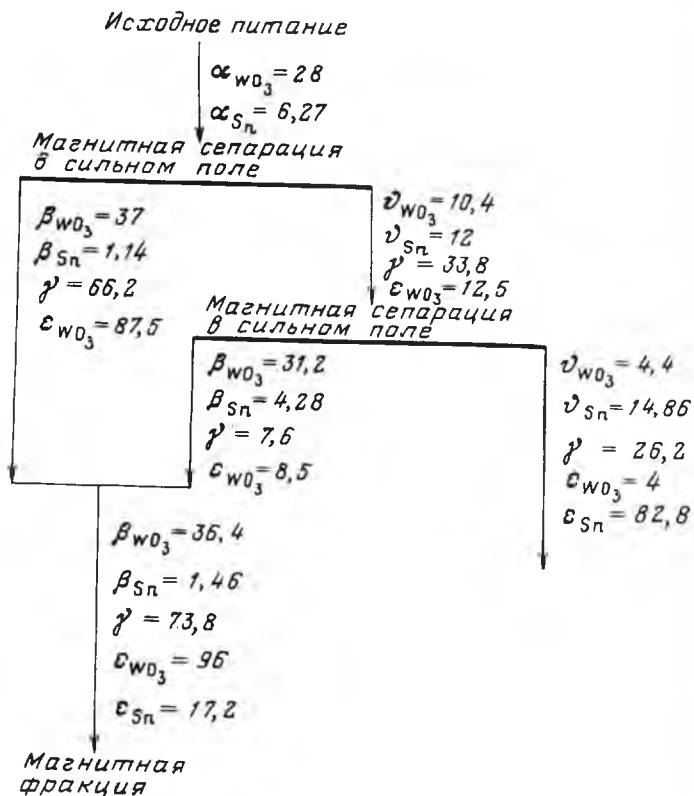 Исходное питание
α WO₃ = 28
α Sn = 6,27
Магнитная сепарация
в сильном поле
β WO₃ = 37
β Sn = 1,14
γ = 66,2
ε WO₃ = 87,5
ν WO₃ = 10,4
ν Sn = 12
γ = 33,8
ε WO₃ = 12,5
Магнитная сепарация
в сильном поле
β WO₃ = 31,2
β Sn = 4,28
γ = 7,6
ε WO₃ = 8,5
ν WO₃ = 4,4
ν Sn = 14,86
γ = 26,2
ε WO₃ = 4
ε Sn = 82,8
β WO₃ = 36,4
β Sn = 1,46
γ = 73,8
ε WO₃ = 96
ε Sn = 17,2
Магнитная
фракция